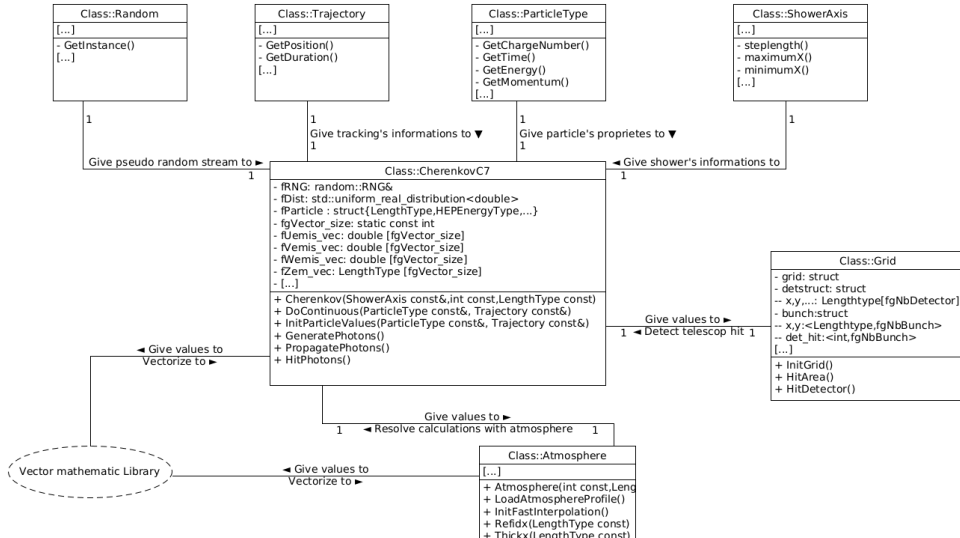 Class::Random
[...]
- GetInstance()
[...]
Class::Trajectory
[...]
- GetPosition()
- GetDuration()
[...]
Class::ParticleType
[...]
- GetChargeNumber()
- GetTime()
- GetEnergy()
- GetMomentum()
[...]
Class::ShowerAxis
[...]
- steplength()
- maximumX()
- minimumX()
[...]
1
Give pseudo random stream to ►
1
1
Give tracking's informations to ▼
1
1
Give particle's proprietes to ▼
1
1
◄ Give shower's informations to
1
Class::CherenkovC7
- fRNG: random::RNG&
- fDist: std::uniform_real_distribution<double>
- fParticle : struct{LengthType,HEPEnergyType,...}
- fgVector_size: static const int
- fUemis_vec: double [fgVector_size]
- fVemis_vec: double [fgVector_size]
- fWemis_vec: double [fgVector_size]
- fZem_vec: LengthType [fgVector_size]
- [...]
+ Cherenkov(ShowerAxis const&,int const,LengthType const)
+ DoContinuous(ParticleType const&, Trajectory const&)
+ InitParticleValues(ParticleType const&, Trajectory const&)
+ GeneratePhotons()
+ PropagatePhotons()
+ HitPhotons()
Give values to ►
1 ◄ Detect telescop hit 1
Class::Grid
- grid: struct
- detstruct: struct
-- x,y,...: Lengthtype[fgNbDetector]
- bunch:struct
-- x,y:<Lengthtype,fgNbBunch>
-- det_hit:<int,fgNbBunch>
[...]
+ InitGrid()
+ HitArea()
+ HitDetector()
◄ Give values to
Vectorize to ►
Give values to ►
1 ◄ Resolve calculations with atmosphere 1
Vector mathematic Library
◄ Give values to
Vectorize to ►
Class::Atmosphere
[...]
+ Atmosphere(int const,Leng
+ LoadAtmosphereProfile()
+ InitFastInterpolation()
+ Refidx(LengthType const)
+ Thickx(LengthType const)